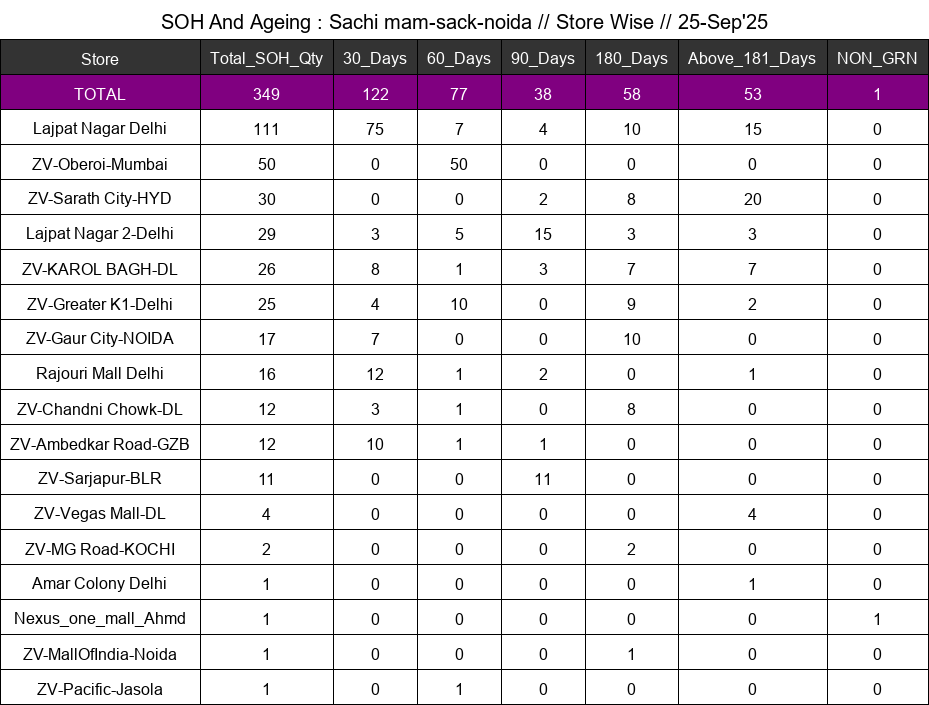 SOH And Ageing : Sachi mam-sack-noida // Store Wise // 25-Sep'25
Store Total_SOH_Qty 30_Days 60_Days 90_Days 180_Days Above_181_Days NON_GRN
TOTAL 349 122 77 38 58 53 1
Lajpat Nagar Delhi 111 75 7 4 10 15 0
ZV-Oberoi-Mumbai 50 0 50 0 0 0 0
ZV-Sarath City-HYD 30 0 0 2 8 20 0
Lajpat Nagar 2-Delhi 29 3 5 15 3 3 0
ZV-KAROL BAGH-DL 26 8 1 3 7 7 0
ZV-Greater K1-Delhi 25 4 10 0 9 2 0
ZV-Gaur City-NOIDA 17 7 0 0 10 0 0
Rajouri Mall Delhi 16 12 1 2 0 1 0
ZV-Chandni Chowk-DL 12 3 1 0 8 0 0
ZV-Ambedkar Road-GZB 12 10 1 1 0 0 0
ZV-Sarjapur-BLR 11 0 0 11 0 0 0
ZV-Vegas Mall-DL 4 0 0 0 0 4 0
ZV-MG Road-KOCHI 2 0 0 0 2 0 0
Amar Colony Delhi 1 0 0 0 0 1 0
Nexus_one_mall_Ahmd 1 0 0 0 0 0 1
ZV-MallOfIndia-Noida 1 0 0 0 1 0 0
ZV-Pacific-Jasola 1 0 1 0 0 0 0